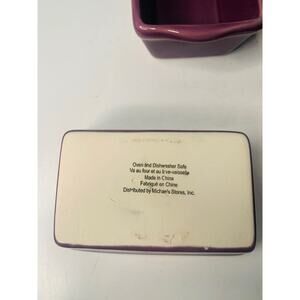 Oven and Dishwasher Safe
Va au four et au lave-vaisselle
Made in China
Fabriqué en Chine
Distributed by Michaels Stores, Inc.